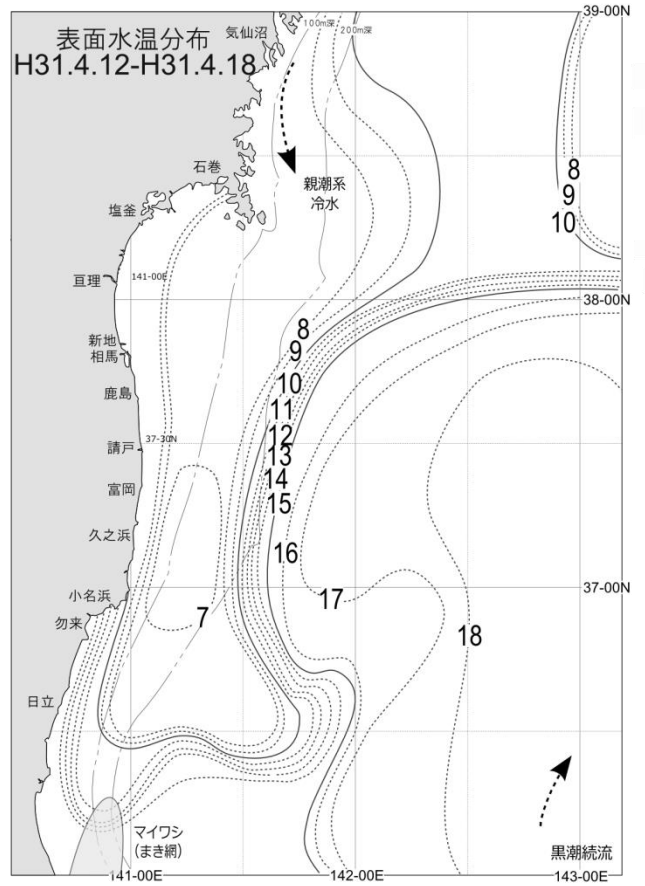 39-00N
表面水温分布
H31.4.12-H31.4.18
気仙沼
100m深
200m深
石巻
親潮系
冷水
塩釜
8
9
10
亘理
141-00E
38-00N
新地
相馬
鹿島
8
9
10
11
12
13
14
15
16
17
18
7
請戸
37-30N
富岡
久之浜
37-00N
小名浜
勿来
日立
マイワシ
(まき網)
黒潮続流
141-00E
142-00E
143-00E